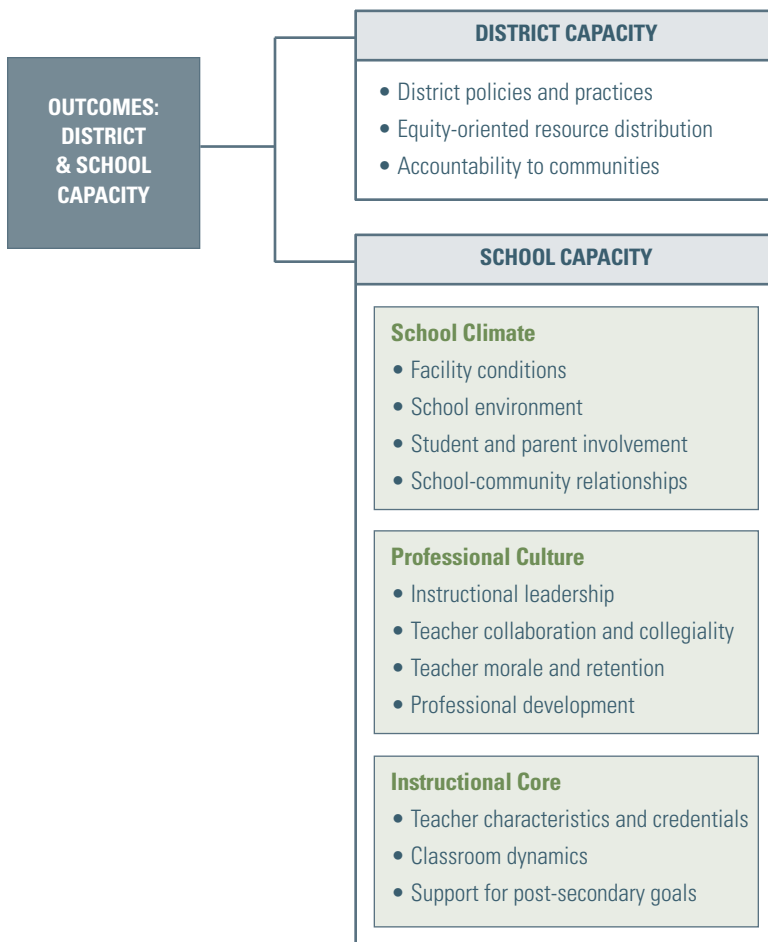 OUTCOMES:
DISTRICT
& SCHOOL
CAPACITY
DISTRICT CAPACITY
• District policies and practices
• Equity-oriented resource distribution
• Accountability to communities
SCHOOL CAPACITY
School Climate
• Facility conditions
• School environment
• Student and parent involvement
• School-community relationships
Professional Culture
• Instructional leadership
• Teacher collaboration and collegiality
• Teacher morale and retention
• Professional development
Instructional Core
• Teacher characteristics and credentials
• Classroom dynamics
• Support for post-secondary goals